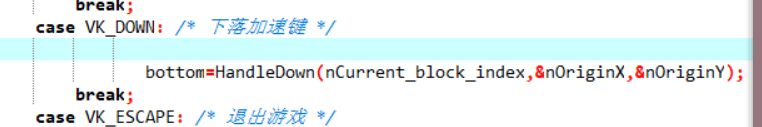 break;
case VK_DOWN: /* 下落加速键 */
bottom=HandleDown(nCurrent_block_index,&nOriginX,&nOriginY);
break;
case VK_ESCAPE: /* 退出游戏 */